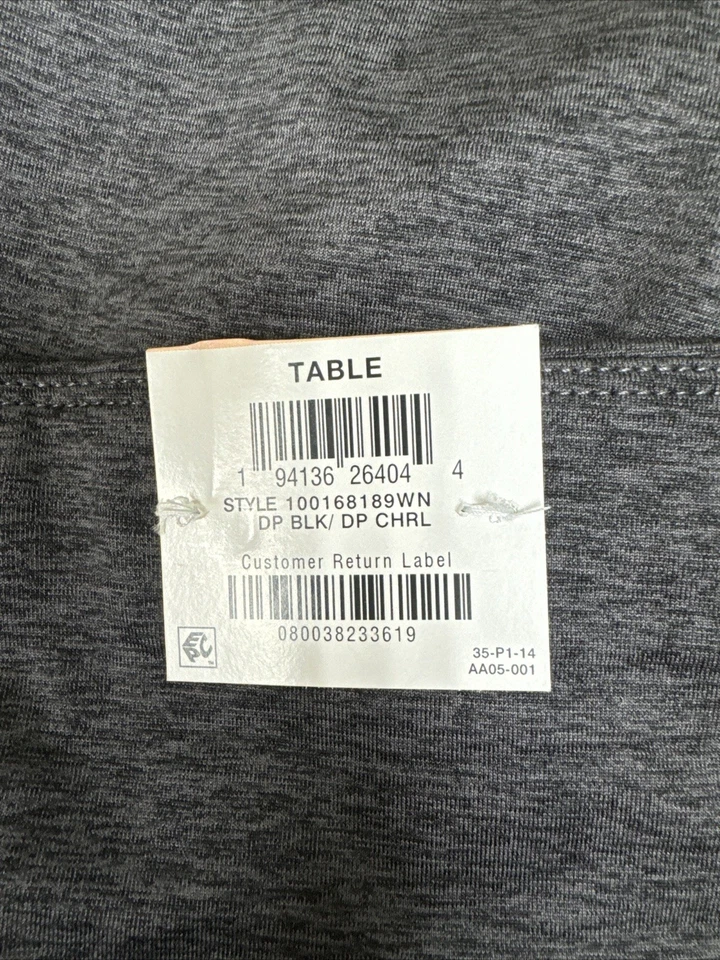 TABLE
1 94136 26404 4
STYLE 100168189WN
DP BLK/ DP CHRL
Customer Return Label
080038233619
EPC
35-P1-14
AA05-001